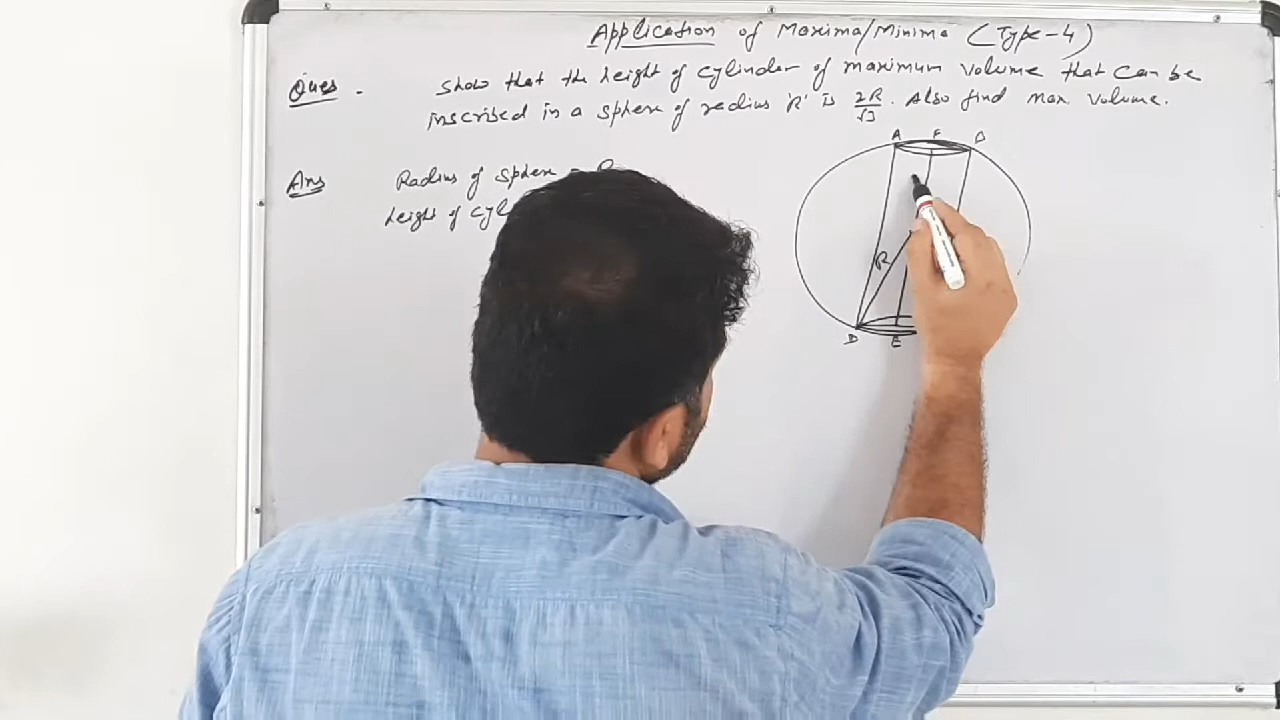 Application of Maxima/Minima (Type-4)
Ques. Show that the height of cylinder of maximum volume that can be
inscribed in a sphere of radius 'R' is 2R/√3. Also find max. volume.
A F
Ans Radius of sphere =
height of cyl
R
D E